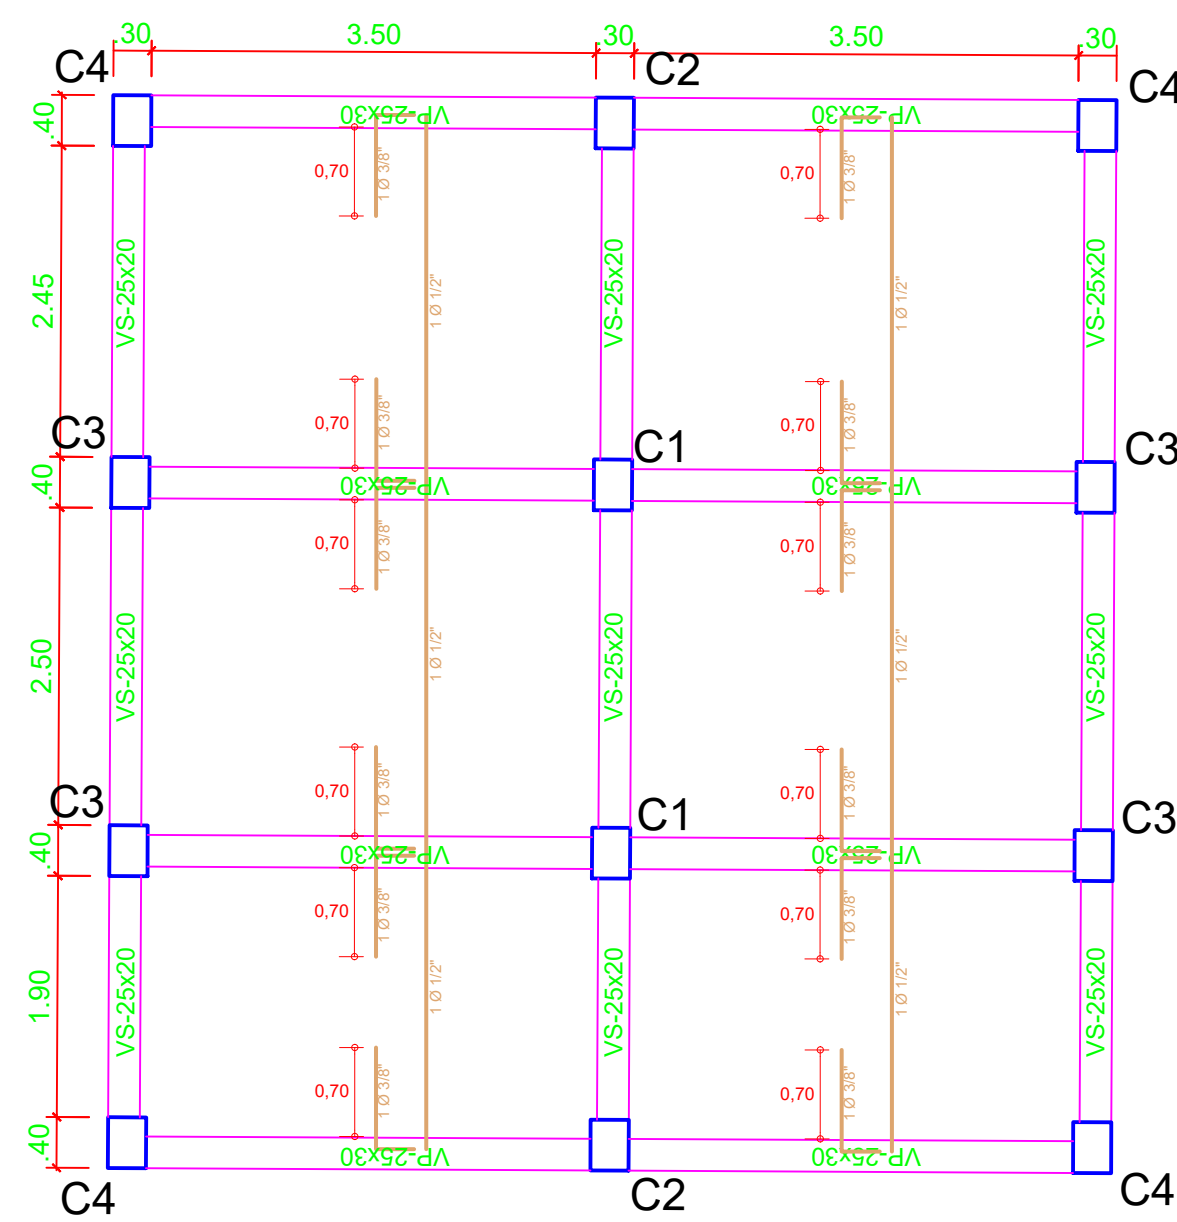 .30
3.50
.30
3.50
.30
C4
C2
C4
.40
VP-25x30
VP-25x30
0,70
1 Ø 3/8"
0,70
1 Ø 3/8"
2.45
VS-25x20
1 Ø 1/2"
VS-25x20
1 Ø 1/2"
VS-25x20
0,70
1 Ø 3/8"
0,70
1 Ø 3/8"
C3
C1
C3
.40
VP-25x30
VP-25x30
0,70
1 Ø 3/8"
0,70
1 Ø 3/8"
2.50
VS-25x20
1 Ø 1/2"
VS-25x20
1 Ø 1/2"
VS-25x20
0,70
1 Ø 3/8"
0,70
1 Ø 3/8"
C3
C1
C3
.40
VP-25x30
VP-25x30
0,70
1 Ø 3/8"
0,70
1 Ø 3/8"
1.90
VS-25x20
1 Ø 1/2"
VS-25x20
1 Ø 1/2"
VS-25x20
0,70
1 Ø 3/8"
0,70
1 Ø 3/8"
.40
VP-25x30
VP-25x30
C4
C2
C4